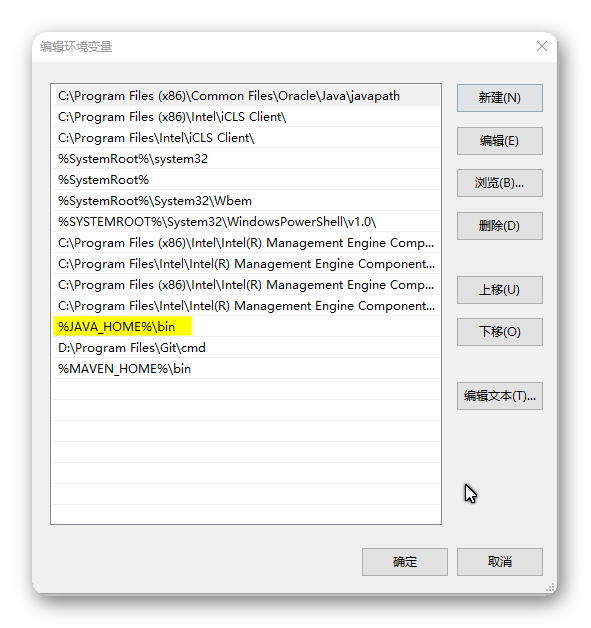 编辑环境变量
C:\Program Files (x86)\Common Files\Oracle\Java\javapath
C:\Program Files (x86)\Intel\iCLS Client\
C:\Program Files\Intel\iCLS Client\
%SystemRoot%\system32
%SystemRoot%
%SystemRoot%\System32\Wbem
%SYSTEMROOT%\System32\WindowsPowerShell\v1.0\
C:\Program Files (x86)\Intel\Intel(R) Management Engine Comp...
C:\Program Files\Intel\Intel(R) Management Engine Component...
C:\Program Files (x86)\Intel\Intel(R) Management Engine Comp...
C:\Program Files\Intel\Intel(R) Management Engine Component...
%JAVA_HOME%\bin
D:\Program Files\Git\cmd
%MAVEN_HOME%\bin
新建(N)
编辑(E)
浏览(B)...
删除(D)
上移(U)
下移(O)
编辑文本(T)...
确定
取消